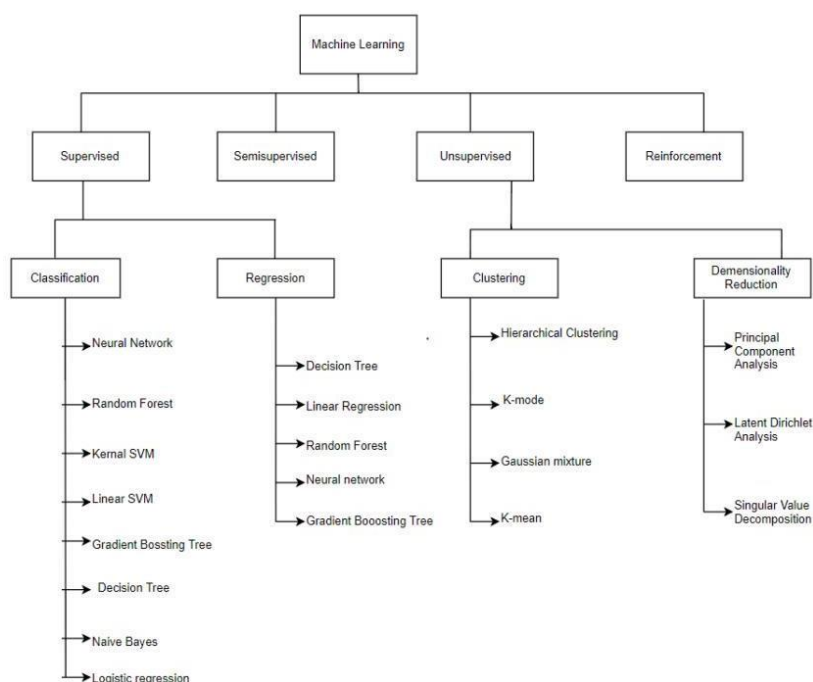 Machine Learning
Supervised
Semisupervised
Unsupervised
Reinforcement
Classification
Regression
Clustering
Demensionality
Reduction
Neural Network
Random Forest
Kernal SVM
Linear SVM
Gradient Bossting Tree
Decision Tree
Naive Bayes
Logistic regression
Decision Tree
Linear Regression
Random Forest
Neural network
Gradient Booosting Tree
Hierarchical Clustering
K-mode
Gaussian mixture
K-mean
Principal
Component
Analysis
Latent Dirichlet
Analysis
Singular Value
Decomposition